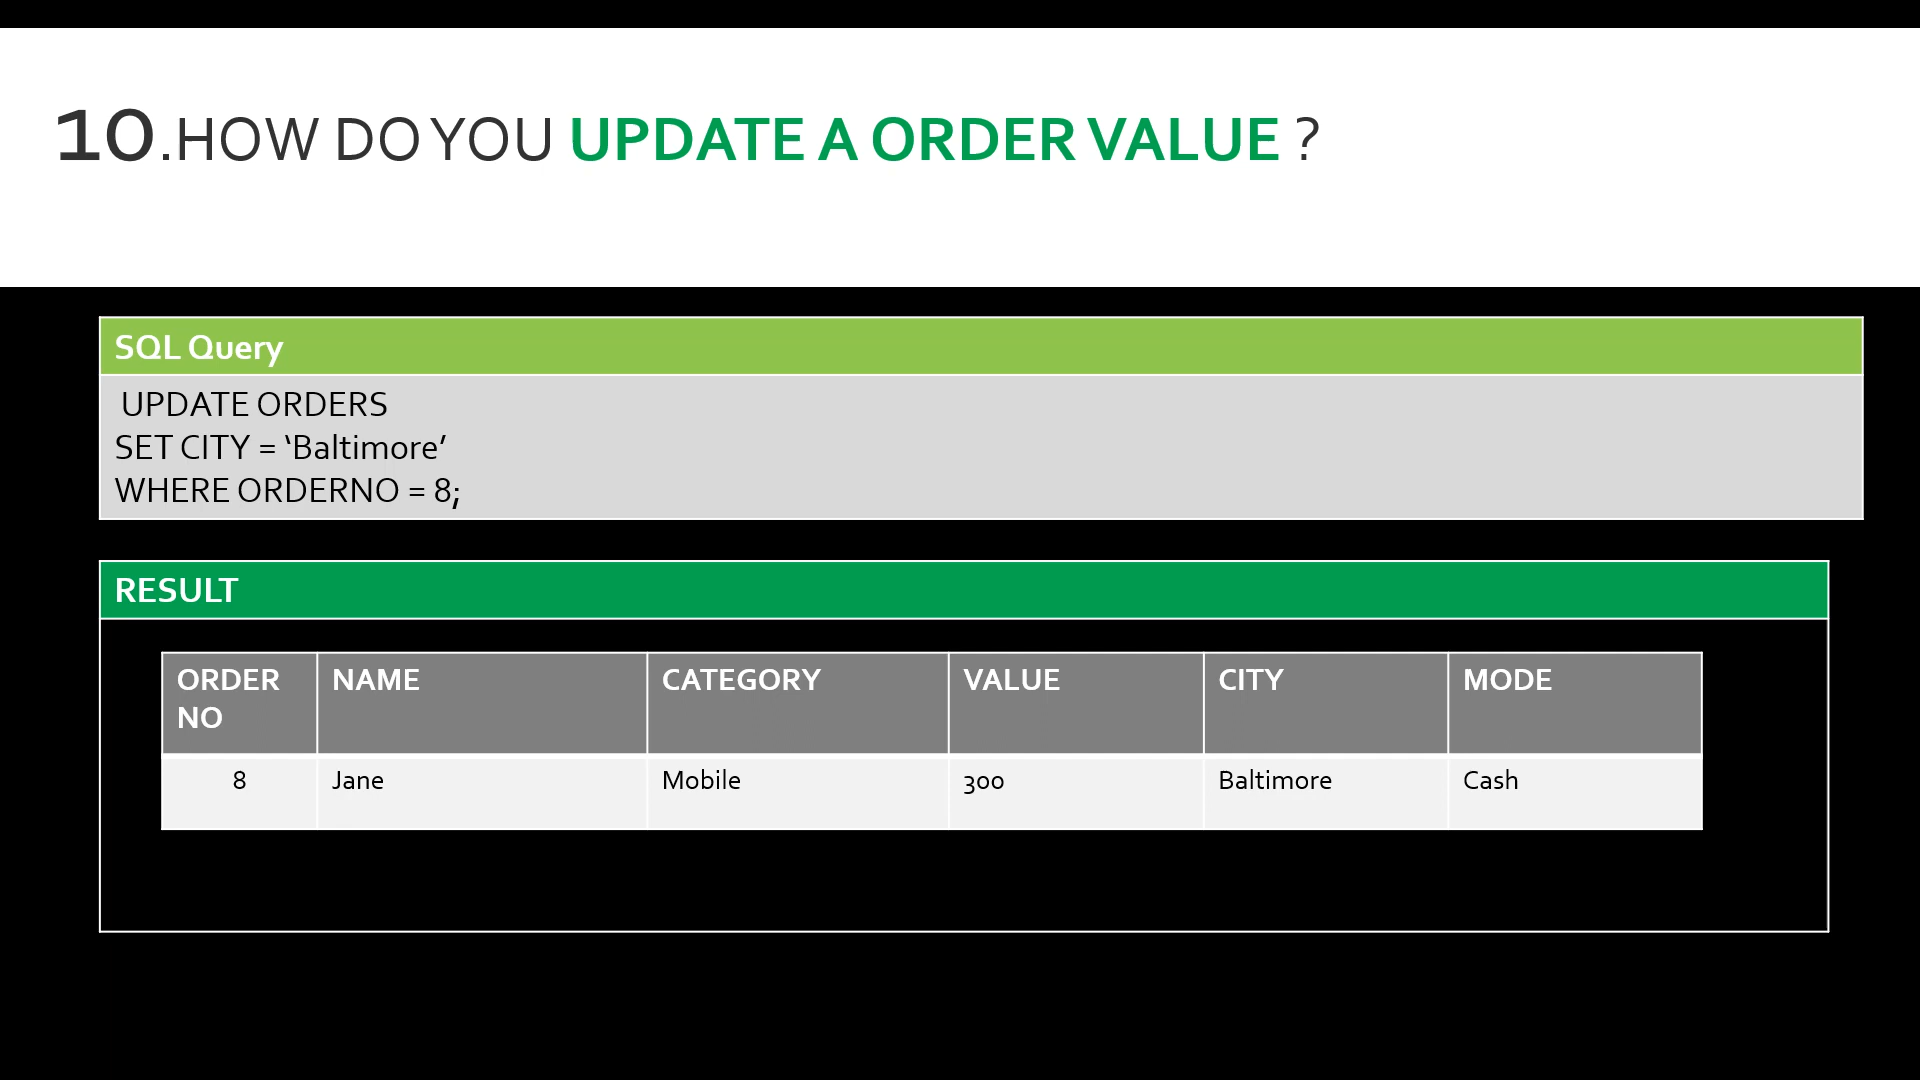 10.HOW DO YOU UPDATE A ORDER VALUE ?
SQL Query
UPDATE ORDERS
SET CITY = ‘Baltimore’
WHERE ORDERNO = 8;
RESULT
ORDER NO NAME CATEGORY VALUE CITY MODE
8 Jane Mobile 300 Baltimore Cash